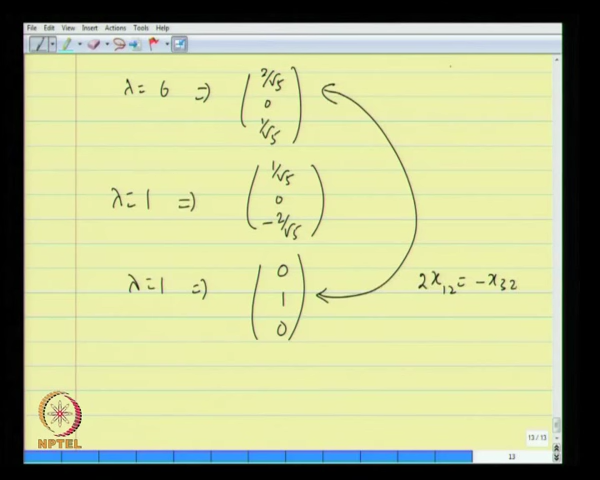 File Edit View Insert Actions Tools Help
λ = 6 ⇒ (2/√5
0
1/√5)
λ = 1 ⇒ (1/√5
0
-2/√5)
λ = 1 ⇒ (0
1
0)
2x₁₂ = -x₃₂
NPTEL
13 / 13
13